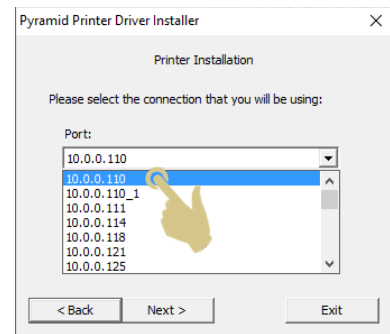 Pyramid Printer Driver Installer
Printer Installation
Please select the connection that you will be using:
Port:
10.0.0.110
10.0.0.110
10.0.0.110_1
10.0.0.111
10.0.0.114
10.0.0.118
10.0.0.121
10.0.0.125
< Back Next > Exit